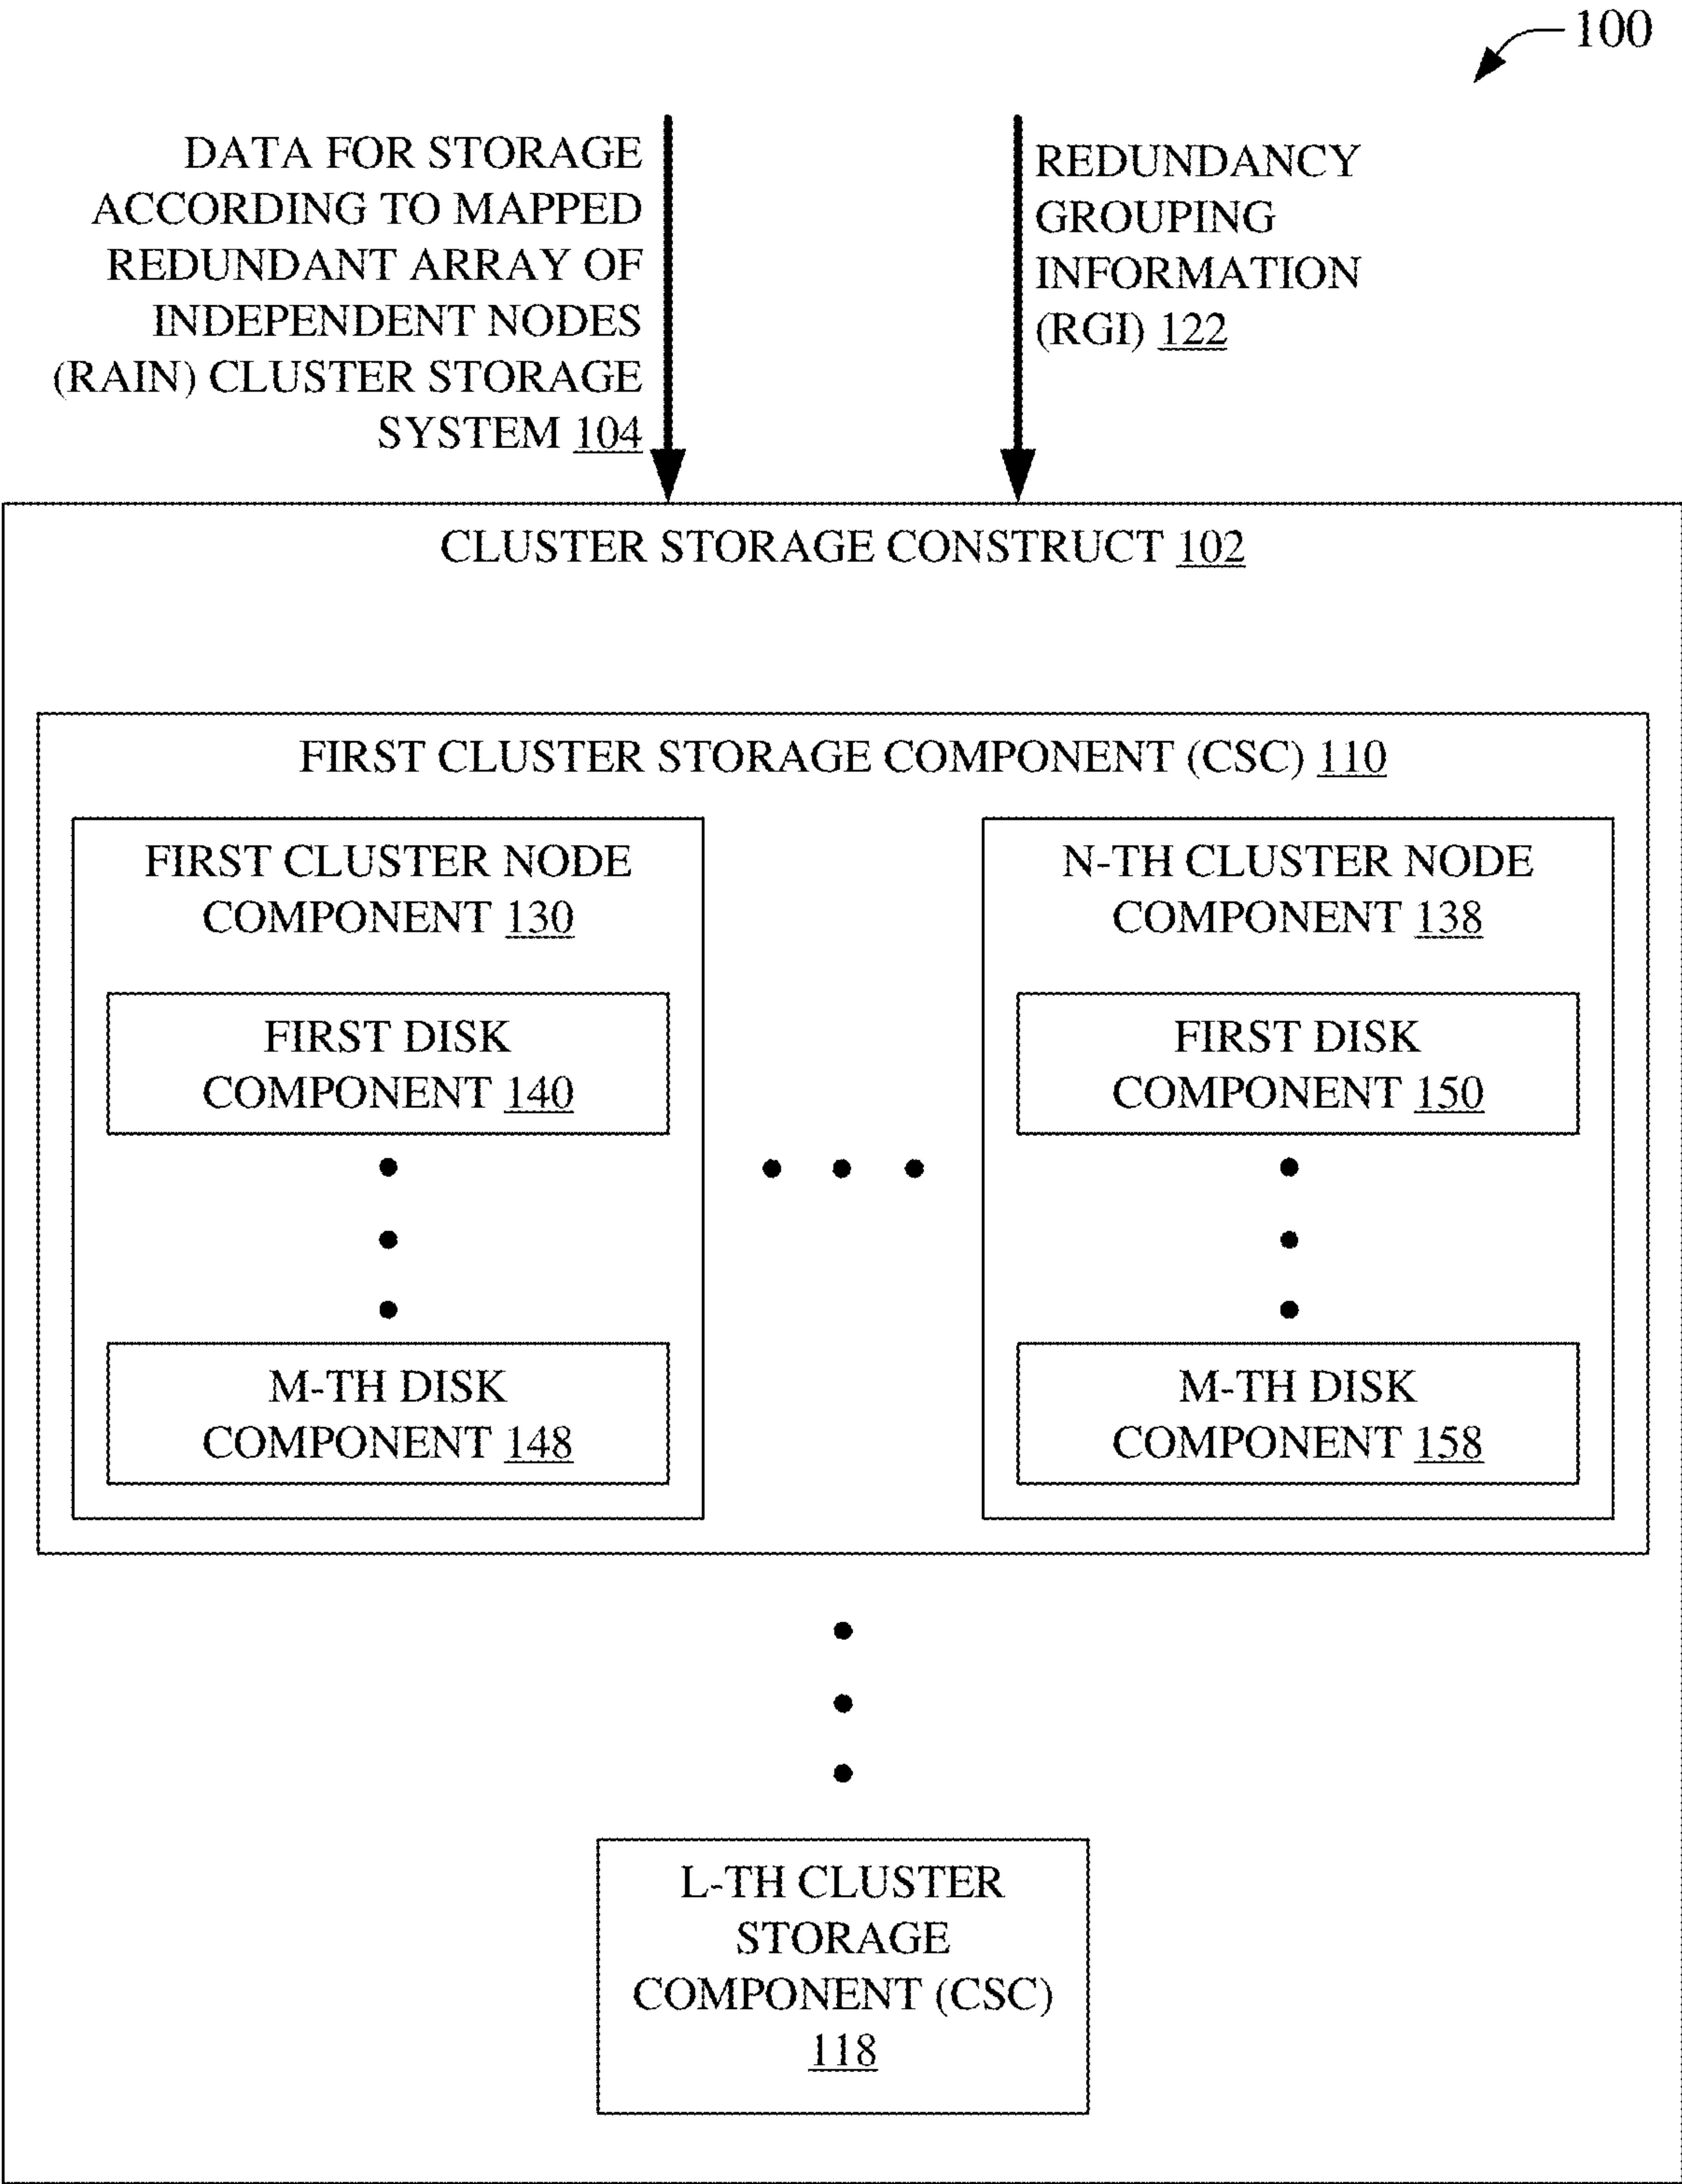 100
DATA FOR STORAGE
ACCORDING TO MAPPED
REDUNDANT ARRAY OF
INDEPENDENT NODES
(RAIN) CLUSTER STORAGE
SYSTEM 104
REDUNDANCY
GROUPING
INFORMATION
(RGI) 122
CLUSTER STORAGE CONSTRUCT 102
FIRST CLUSTER STORAGE COMPONENT (CSC) 110
FIRST CLUSTER NODE
COMPONENT 130
FIRST DISK
COMPONENT 140
M-TH DISK
COMPONENT 148
N-TH CLUSTER NODE
COMPONENT 138
FIRST DISK
COMPONENT 150
M-TH DISK
COMPONENT 158
L-TH CLUSTER
STORAGE
COMPONENT (CSC)
118